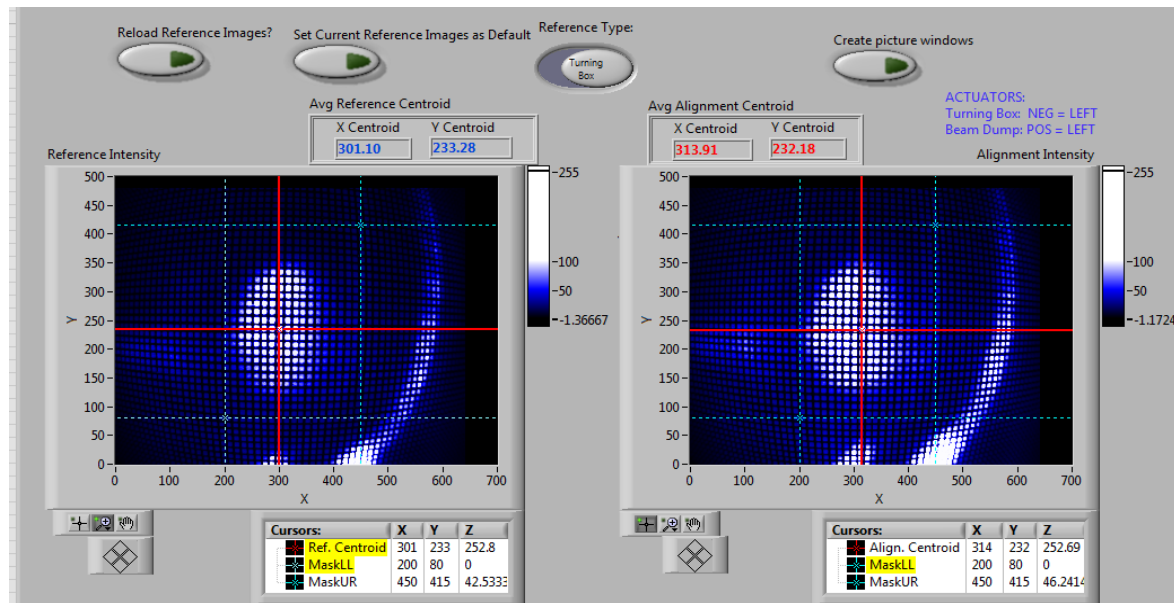 Reload Reference Images?
Set Current Reference Images as Default
Reference Type:
Turning
Box
Create picture windows
ACTUATORS:
Turning Box: NEG = LEFT
Beam Dump: POS = LEFT
Avg Reference Centroid
X Centroid Y Centroid
301.10 233.28
Avg Alignment Centroid
X Centroid Y Centroid
313.91 232.18
Reference Intensity
500
450
400
350
300
250
200
150
100
50
0
Y
0 100 200 300 400 500 600 700
X
255
100
50
-1.36667
Alignment Intensity
500
450
400
350
300
250
200
150
100
50
0
Y
0 100 200 300 400 500 600 700
X
255
100
50
-1.1724
Cursors: X Y Z
Ref. Centroid 301 233 252.8
MaskLL 200 80 0
MaskUR 450 415 42.5333
Cursors: X Y Z
Align. Centroid 314 232 252.69
MaskLL 200 80 0
MaskUR 450 415 46.2414